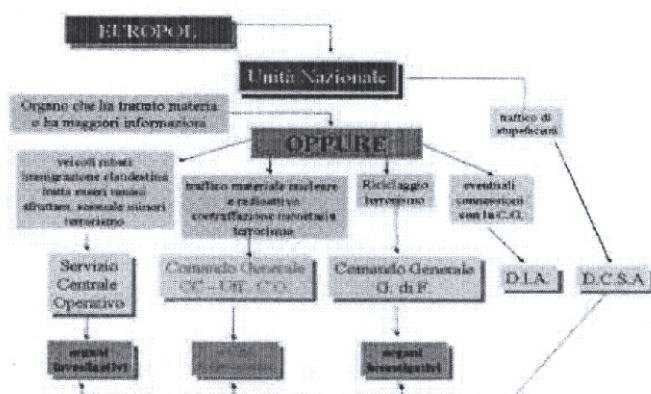 EUROPOL
Unità Nazionale
Organo che ha trattato materia
o ha maggiori informazioni
OPPURE
traffico di
stupefacenti
veicoli rubati
immigrazione clandestina
tratta esseri umani
sfruttam. sessuale minori
terrorismo
traffico materiale nucleare
e radioattivo
contraffazione monetaria
terrorismo
Riciclaggio
terrorismo
eventuali
connessioni
con la C.O.
Servizio
Centrale
Operativo
Comando Generale
CC – Uff. C.O.
Comando Generale
G. di F.
D.I.A.
D.C.S.A
organi
investigativi
organi
investigativi